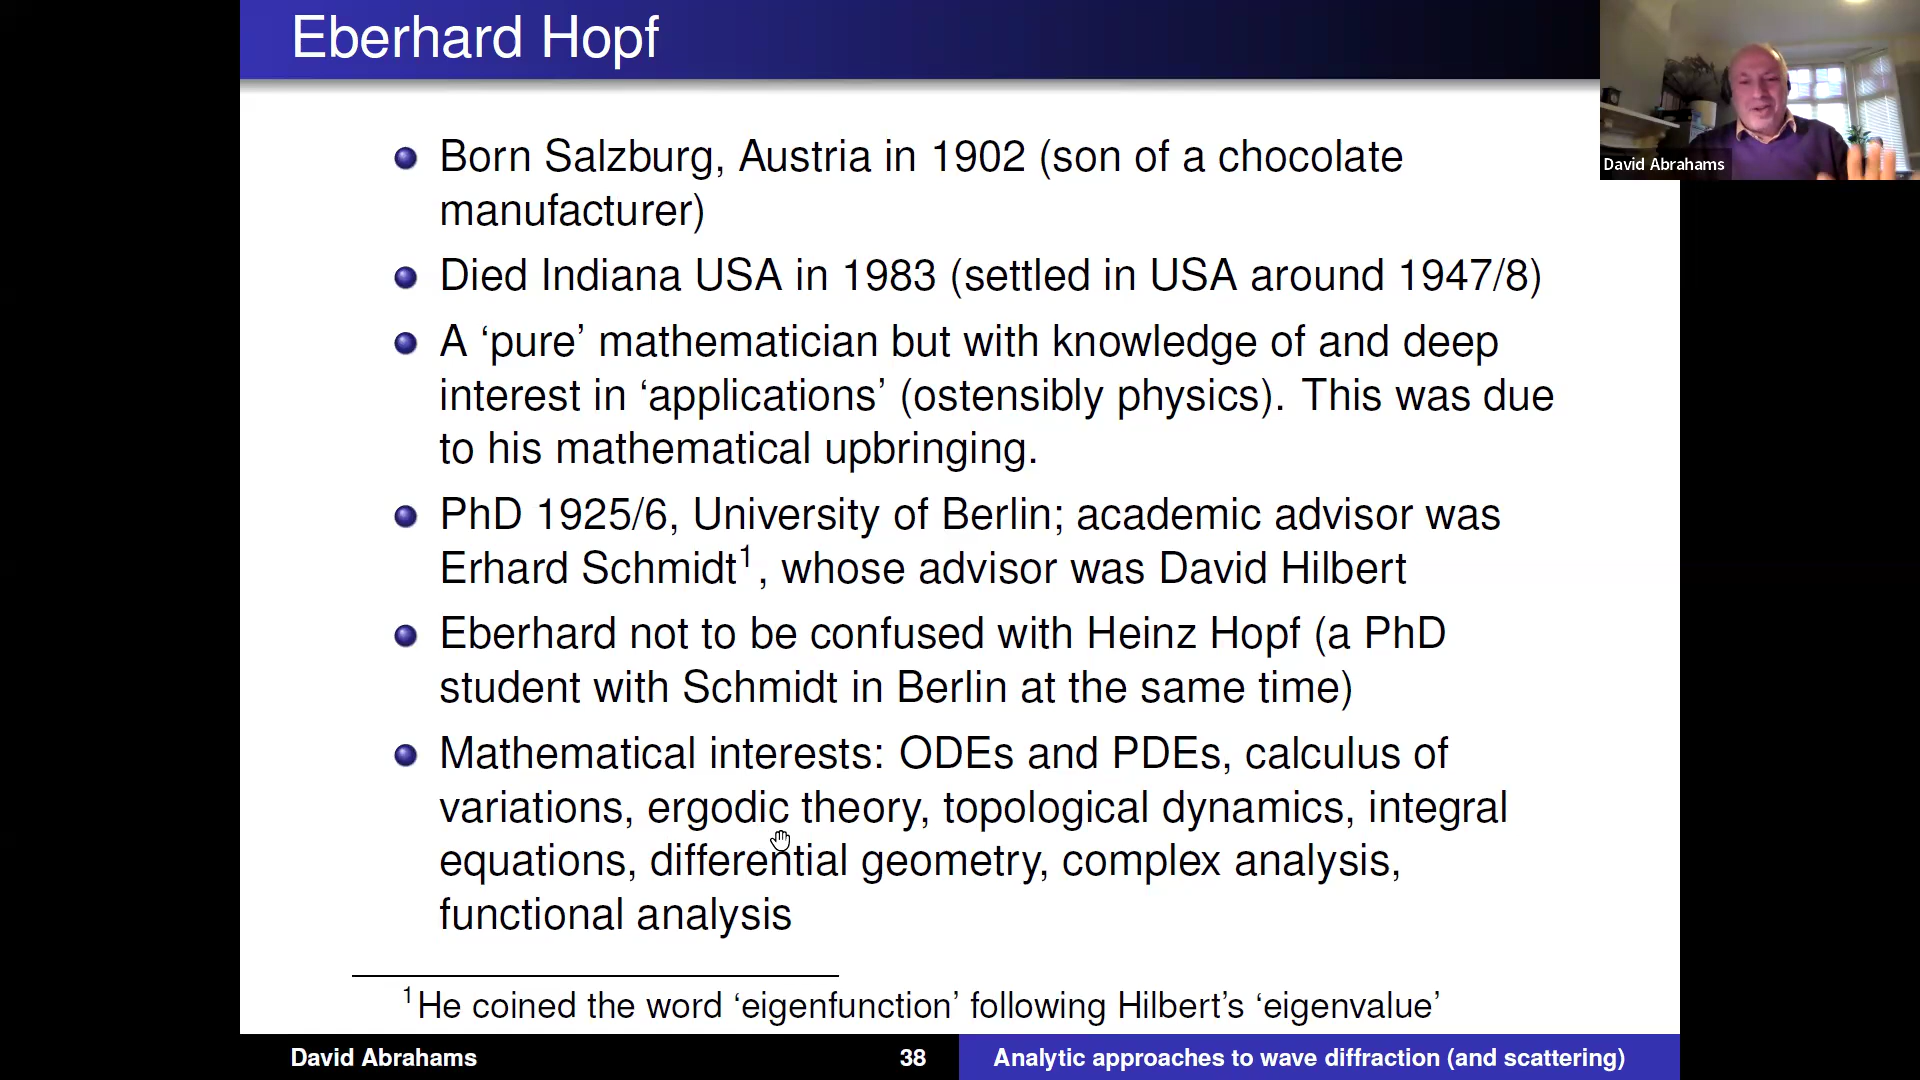 Eberhard Hopf
David Abrahams
Born Salzburg, Austria in 1902 (son of a chocolate
manufacturer)
Died Indiana USA in 1983 (settled in USA around 1947/8)
A ‘pure’ mathematician but with knowledge of and deep
interest in ‘applications’ (ostensibly physics). This was due
to his mathematical upbringing.
PhD 1925/6, University of Berlin; academic advisor was
Erhard Schmidt¹, whose advisor was David Hilbert
Eberhard not to be confused with Heinz Hopf (a PhD
student with Schmidt in Berlin at the same time)
Mathematical interests: ODEs and PDEs, calculus of
variations, ergodic theory, topological dynamics, integral
equations, differential geometry, complex analysis,
functional analysis
¹He coined the word ‘eigenfunction’ following Hilbert’s ‘eigenvalue’
David Abrahams 38 Analytic approaches to wave diffraction (and scattering)